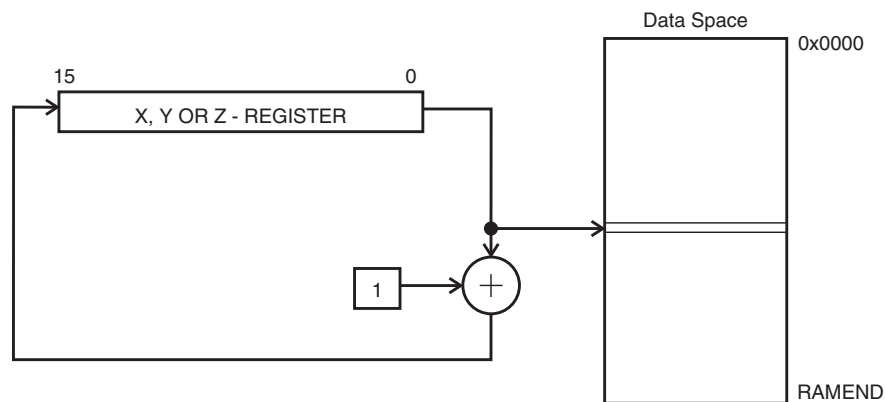 Data Space
0x0000
15 0
X, Y OR Z - REGISTER
1
+
RAMEND